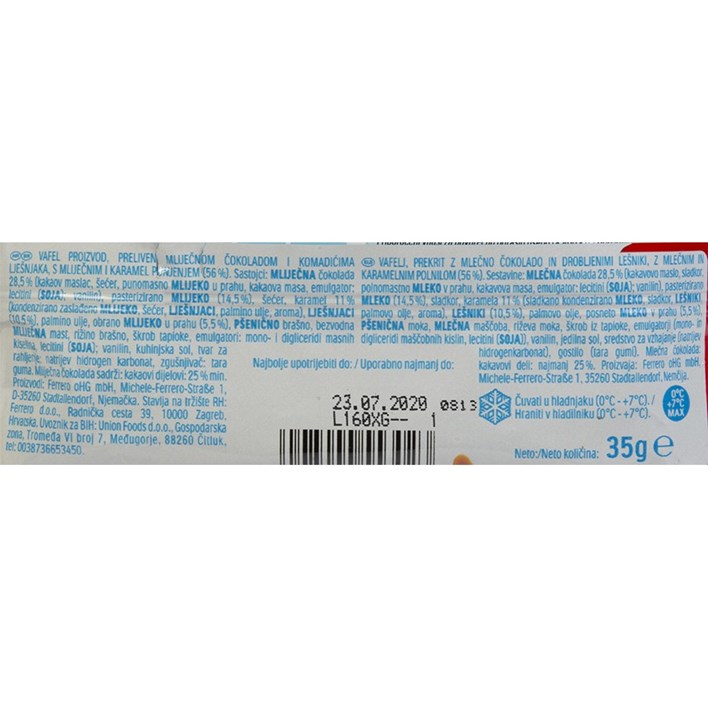 VAFEL PROIZVOD, PRELIVEN MLIJEČNOM ČOKOLADOM I KOMADIĆIMA
LJEŠNJAKA, S MLIJEČNIM I KARAMEL PUNJENJEM (56 %). Sastojci: MLIJEČNA čokolada
28,5 % (kakaov maslac, šećer, punomasno MLIJEKO u prahu, kakaova masa, emulgator:
lecitini (SOJA); vanilin), pasterizirano MLIJEKO (14,5%), šećer, karamel 11 %
(kondenzirano zaslađeno MLIJEKO, šećer, LJEŠNJACI, palmino ulje, aroma), LJEŠNJACI
(10,5%), palmino ulje, obrano MLIJEKO u prahu (5,5%), PŠENIČNO brašno, bezvodna
MLIJEČNA mast, rižino brašno, škrob tapioke, emulgatori: mono- i digliceridi masnih
kiselina, lecitini (SOJA); vanilin, kuhinjska sol, tvar za
rahljenje: natrijev hidrogen karbonat, zgušnjivač: tara
guma. Mliječna čokolada sadrži: kakaovi dijelovi: 25 % min.
Proizvod: Ferrero oHG mbH, Michele-Ferrero-Straße 1,
D-35260 Stadtallendorf, Njemačka. Stavlja na tržište RH:
Ferrero d.o.o., Radnička cesta 39, 10000 Zagreb,
Hrvatska. Uvoznik za BIH: Union Foods d.o.o., Gospodarska
zona, Tromeđa VI broj 7, Međugorje, 88260 Čitluk,
tel: 0038736653450.
VAFELJ, PREKRIT Z MLEČNO ČOKOLADO IN DROBLJENIMI LEŠNIKI, Z MLEČNIM IN
KARAMELNIM POLNILOM (56 %). Sestavine: MLEČNA čokolada 28,5 % (kakavovo maslo, sladkor,
polnomastno MLEKO v prahu, kakavova masa, emulgator: lecitini (SOJA); vanilin), pasterizirano
MLEKO (14,5%), sladkor, karamela 11 % (sladkano kondenzirano MLEKO, sladkor, LEŠNIKI,
palmovo olje, aroma), LEŠNIKI (10,5%), palmovo olje, posneto MLEKO v prahu (5,5%),
PŠENIČNA moka, MLEČNA maščoba, riževa moka, škrob iz tapioke, emulgatorji (mono- in
digliceridi maščobnih kislin, lecitini (SOJA)), vanilin, jedilna sol, sredstvo za vzhajanje (natrijev
hidrogenkarbonat), gostilo (tara gumi). Mlečna čokolada:
kakavovi deli: najmanj 25 %. Proizvaja: Ferrero oHG mbH,
Michele-Ferrero-Straße 1, 35260 Stadtallendorf, Nemčija.
Najbolje upotrijebiti do: / Uporabno najmanj do:
23.07.2020 0813
L160XG-- 1
Čuvati u hladnjaku (0°C - +7°C). /
Hraniti v hladilniku (0°C - +7°C).
0°C
+7°C
MAX
Neto:/Neto količina: 35g e